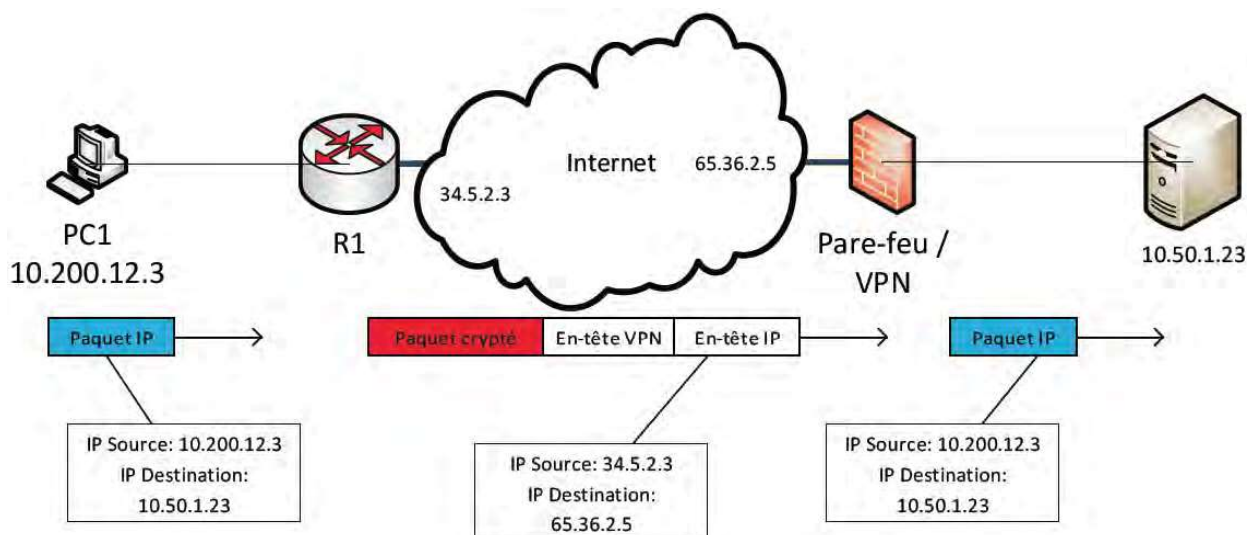 Internet
65.36.2.5
34.5.2.3
PC1
10.200.12.3
R1
Pare-feu /
VPN
10.50.1.23
Paquet IP
Paquet crypté
En-tête VPN
En-tête IP
Paquet IP
IP Source: 10.200.12.3
IP Destination:
10.50.1.23
IP Source: 34.5.2.3
IP Destination:
65.36.2.5
IP Source: 10.200.12.3
IP Destination:
10.50.1.23